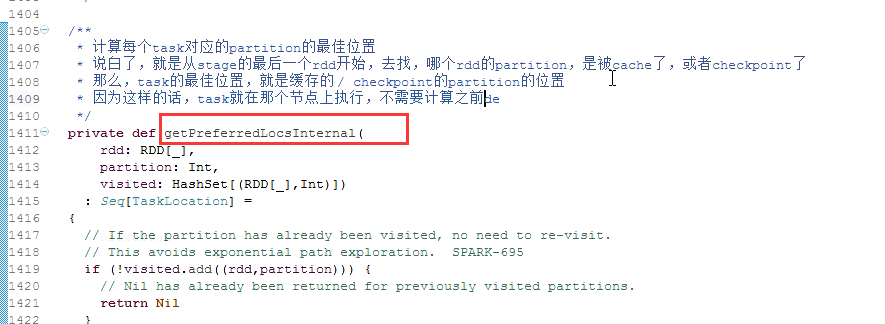 1404
1405 /**
1406 * 计算每个task对应的partition的最佳位置
1407 * 说白了，就是从stage的最后一个rdd开始，去找，哪个rdd的partition，是被cache了，或者checkpoint了
1408 * 那么，task的最佳位置，就是缓存的 / checkpoint的partition的位置
1409 * 因为这样的话，task就在那个节点上执行，不需要计算之前de
1410 */
1411 private def getPreferredLocsInternal(
1412 rdd: RDD[_],
1413 partition: Int,
1414 visited: HashSet[(RDD[_],Int)])
1415 : Seq[TaskLocation] =
1416 {
1417 // If the partition has already been visited, no need to re-visit.
1418 // This avoids exponential path exploration.  SPARK-695
1419 if (!visited.add((rdd,partition))) {
1420 // Nil has already been returned for previously visited partitions.
1421 return Nil
1422 }